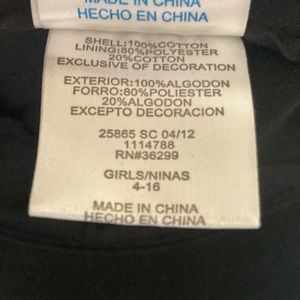 MADE IN CHINA
HECHO EN CHINA
SHELL:100%COTTON
LINING:80%POLYESTER
20%COTTON
EXCLUSIVE OF DECORATION
EXTERIOR:100%ALGODON
FORRO:80%POLIESTER
20%ALGODON
EXCEPTO DECORACION
25865 SC 04/12
1114788
RN#36299
GIRLS/NINAS
4-16
MADE IN CHINA
HECHO EN CHINA